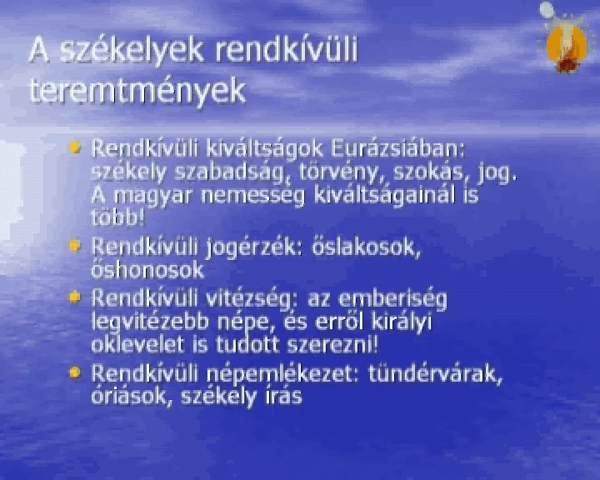 A székelyek rendkívüli
teremtmények
Rendkívüli kiváltságok Eurázsiában:
székely szabadság, törvény, szokás, jog.
A magyar nemesség kiváltságainál is
több!
Rendkívüli jogérzék: őslakosok,
őshonosok
Rendkívüli vitézség: az emberiség
legvitézebb népe, és erről királyi
oklevelet is tudott szerezni!
Rendkívüli népemlékezet: tündérvárak,
óriások, székely írás